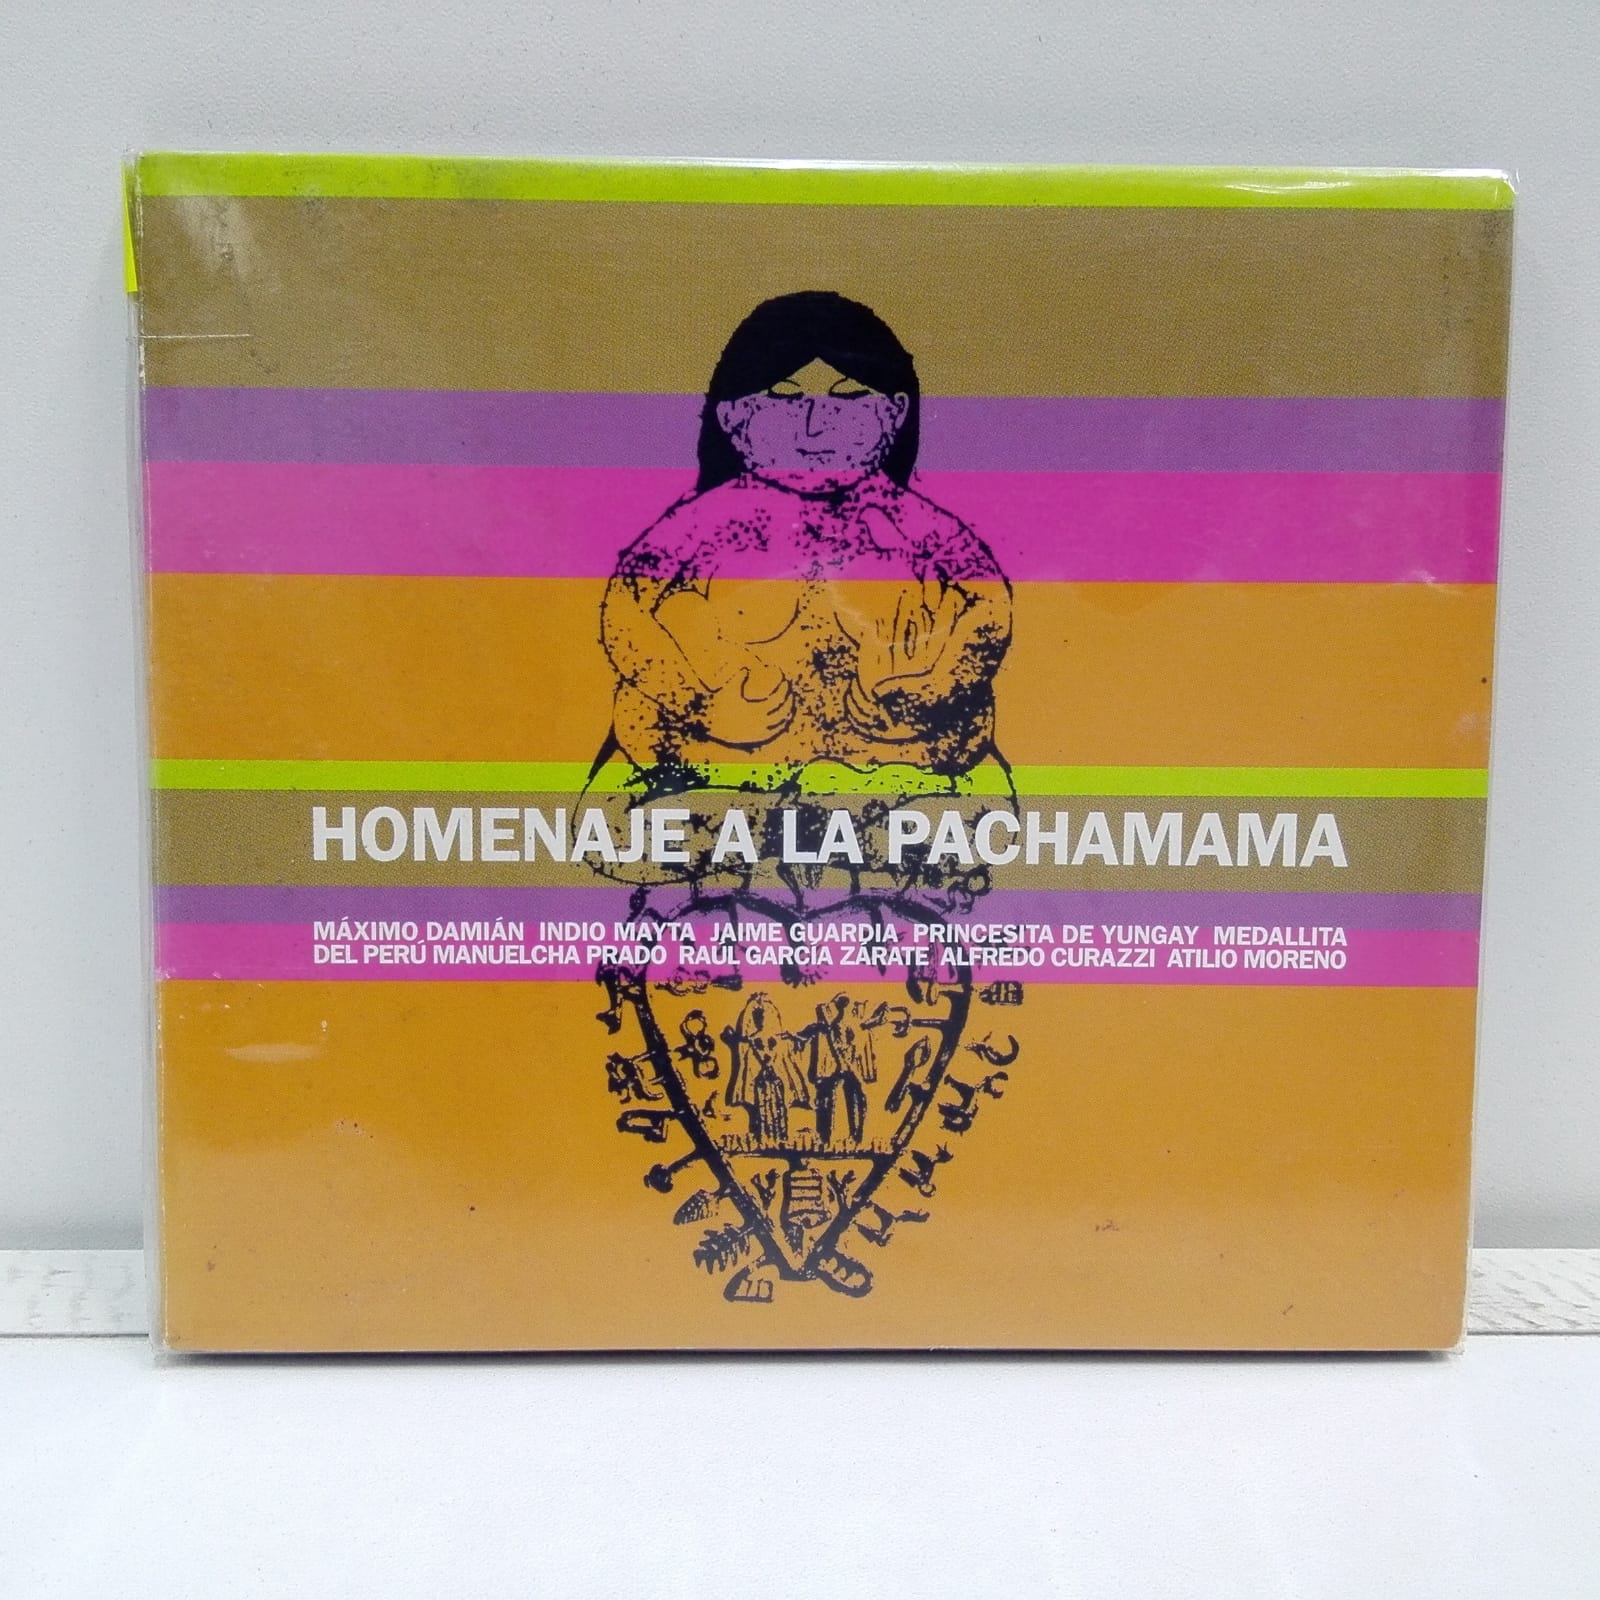 HOMENAJE A LA PACHAMAMA
MÁXIMO DAMIÁN INDIO MAYTA JAIME GUARDIA PRINCESITA DE YUNGAY MEDALLITA
DEL PERÚ MANUELCHA PRADO RAÚL GARCÍA ZÁRATE ALFREDO CURAZZI ATILIO MORENO